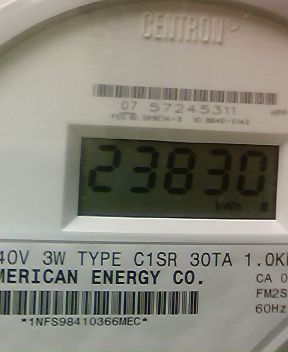 CENTRON
07 57245311
23830
kWh
40V 3W TYPE C1SR 30TA 1.0K
MERICAN ENERGY CO.
CA 0
FM2S
60Hz
*1NFS98410366MEC*